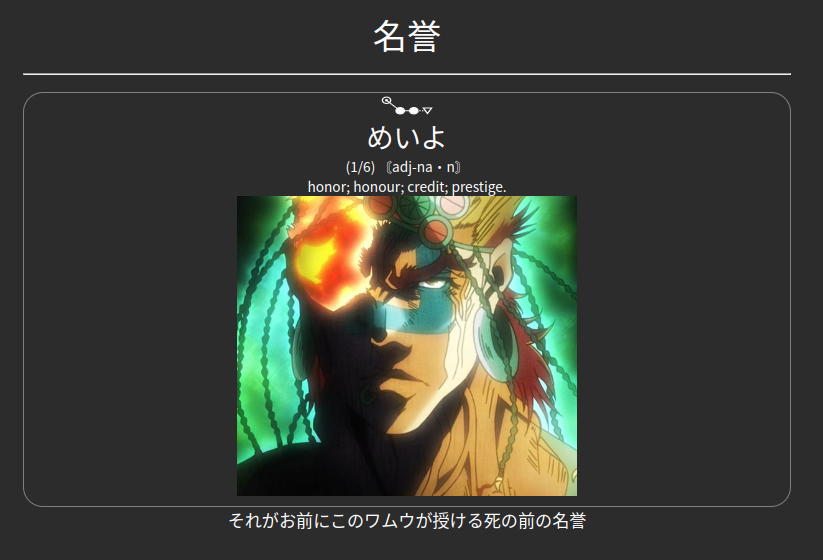 名誉
めいよ
(1/6) 〘adj-na・n〙
honor; honour; credit; prestige.
それがお前にこのワムウが授ける死の前の名誉